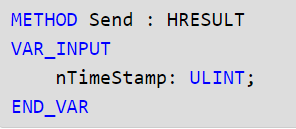 METHOD Send : HRESULT
VAR_INPUT
    nTimeStamp: ULINT;
END_VAR